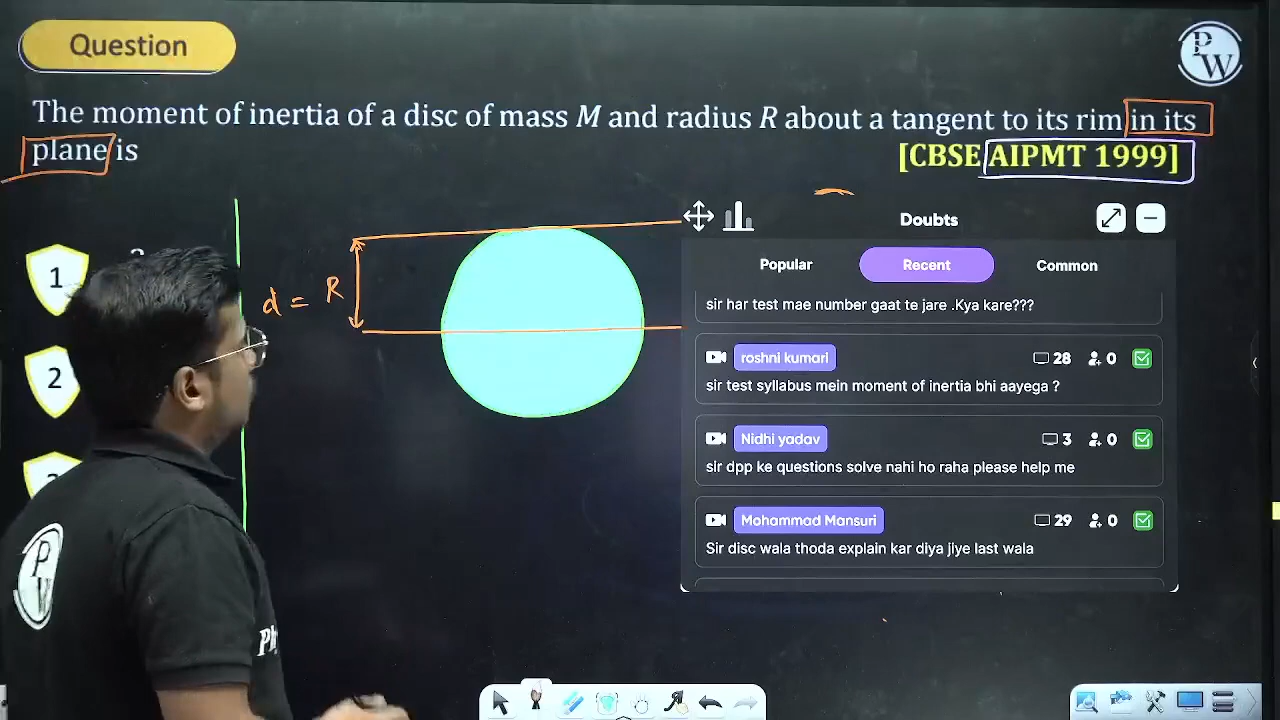 Question
P
W
The moment of inertia of a disc of mass M and radius R about a tangent to its rim in its
plane is
[CBSE AIPMT 1999]
1
2
d = R
Doubts
Popular
Recent
Common
sir har test mae number gaat te jare .Kya kare???
roshni kumari
28
0
sir test syllabus mein moment of inertia bhi aayega ?
Nidhi yadav
3
0
sir dpp ke questions solve nahi ho raha please help me
Mohammad Mansuri
29
0
Sir disc wala thoda explain kar diya jiye last wala
P
W